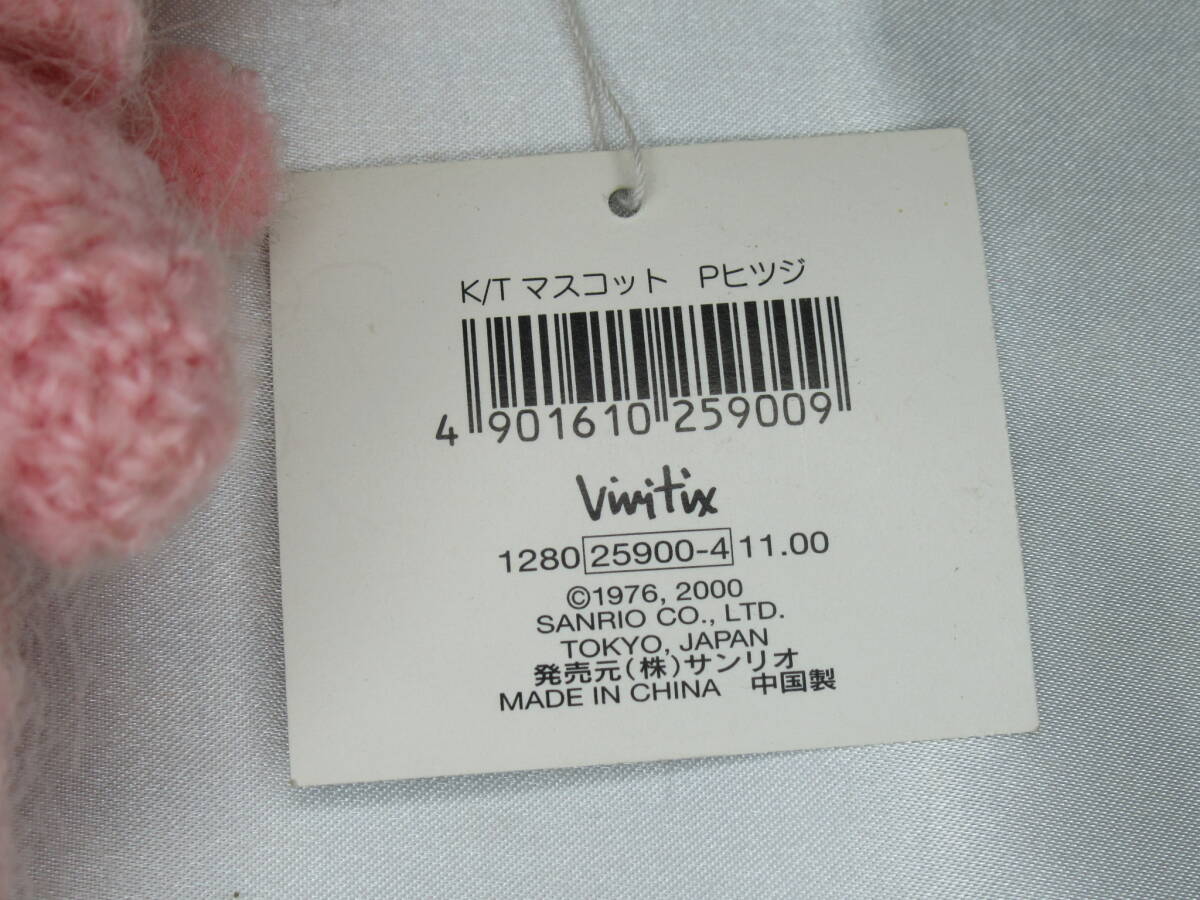 K/T マスコット Pヒツジ
4 901610 259009
Vivitix
1280 25900-4 11.00
©1976, 2000
SANRIO CO., LTD.
TOKYO, JAPAN
発売元(株)サンリオ
MADE IN CHINA 中国製